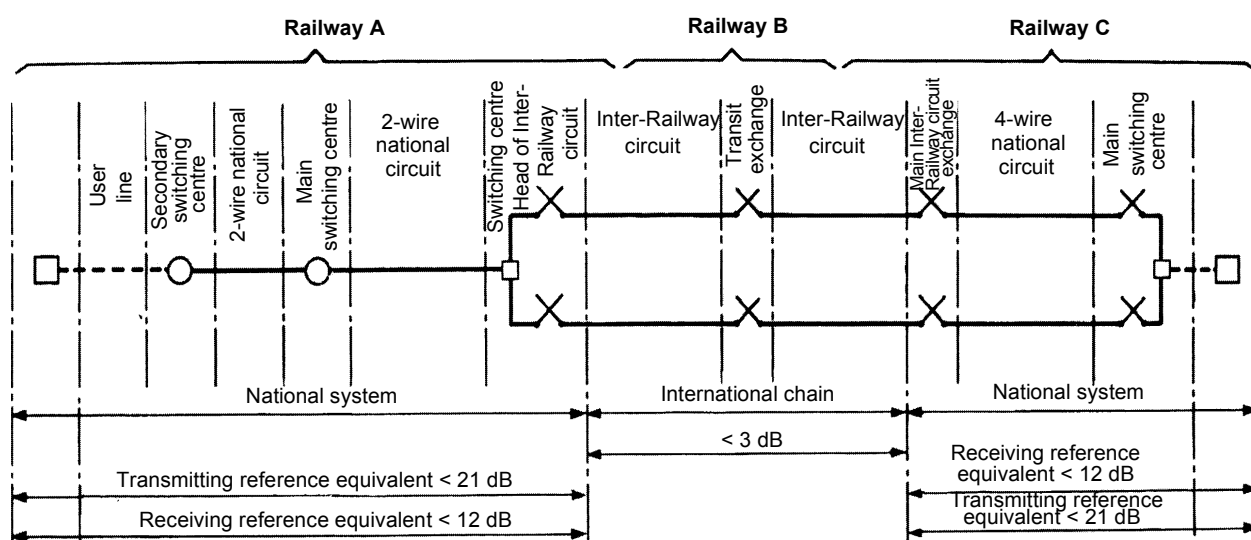 Railway A
Railway B
Railway C
User
line
Secondary
switching
centre
2-wire national
circuit
Main
switching centre
2-wire
national
circuit
Switching centre
Head of Inter-
Railway
circuit
Inter-Railway
circuit
Transit
exchange
Inter-Railway
circuit
Main Inter-
Railway circuit
exchange
4-wire
national
circuit
Main
switching
centre
National system
International chain
National system
< 3 dB
Transmitting reference equivalent < 21 dB
Receiving reference equivalent < 12 dB
Receiving reference
equivalent < 12 dB
Transmitting reference
equivalent < 21 dB